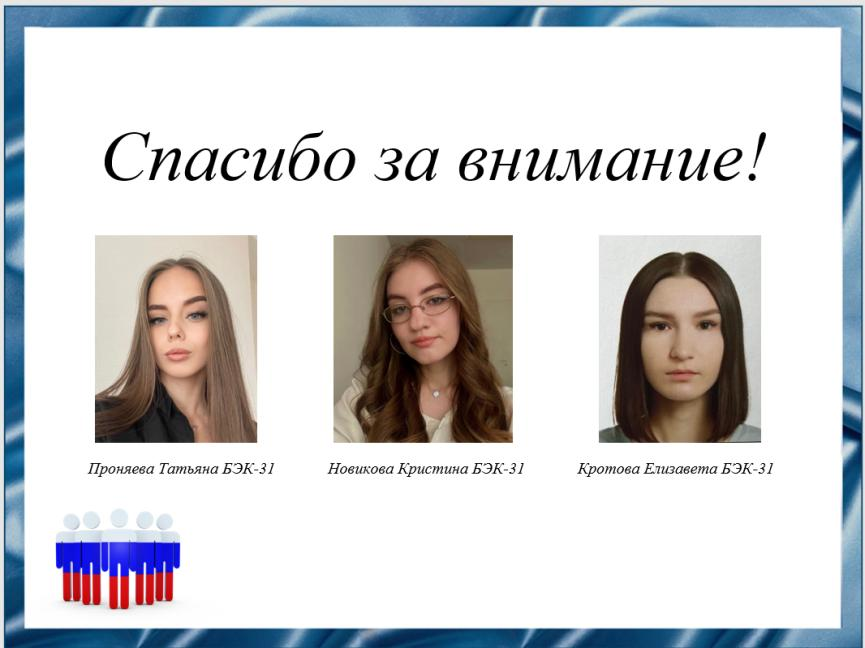 Спасибо за внимание!
Проняева Татьяна БЭК-31
Новикова Кристина БЭК-31
Кротова Елизавета БЭК-31